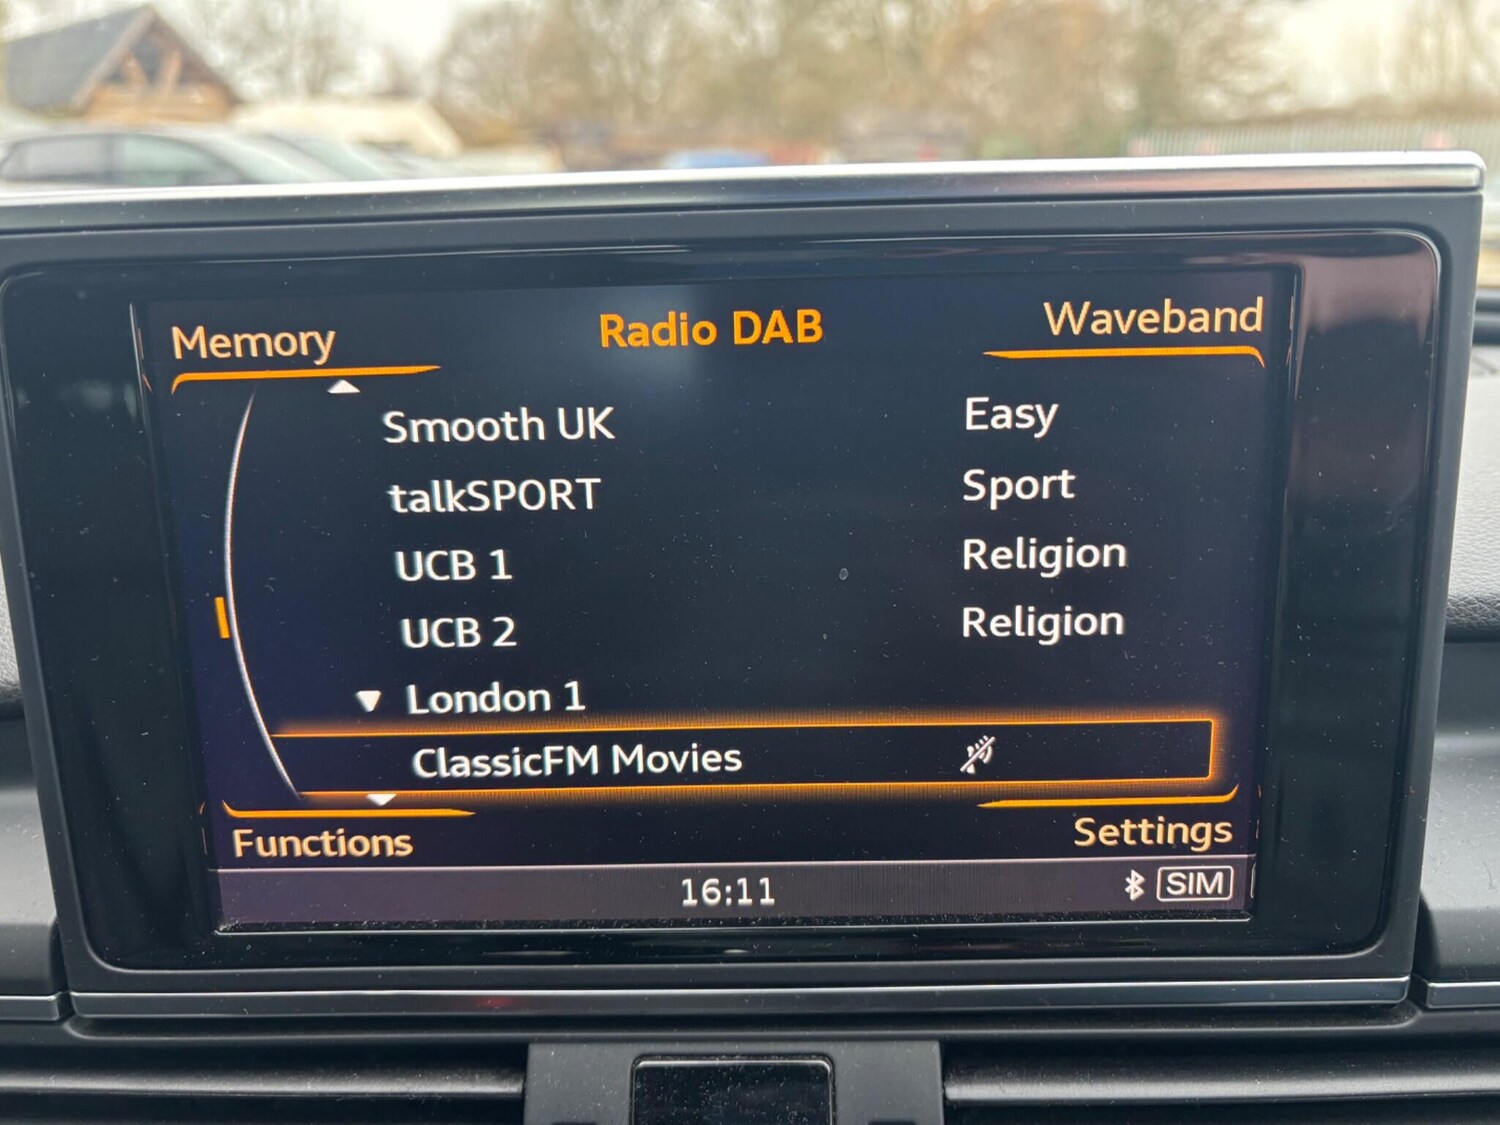 Memory Radio DAB Waveband
Smooth UK Easy
talkSPORT Sport
UCB 1 Religion
UCB 2 Religion
London 1
ClassicFM Movies
Functions Settings
16:11 SIM